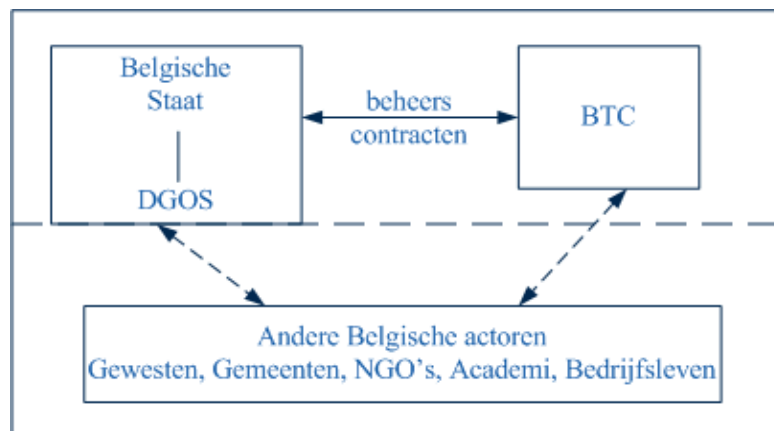 Belgische
Staat
DGOS
beheers
contracten
BTC
Andere Belgische actoren
Gewesten, Gemeenten, NGO's, Academi, Bedrijfsleven